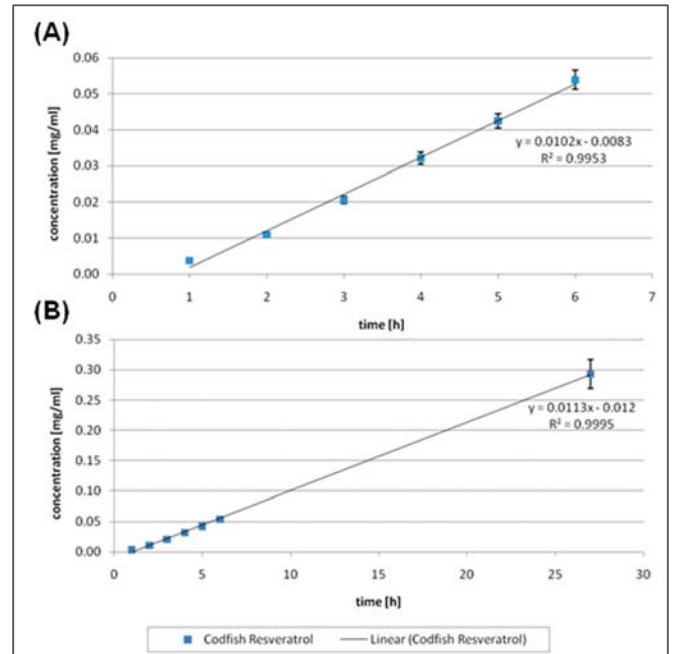 (A)
0.06
0.05
0.04
0.03
0.02
0.01
0.00
concentration [mg/ml]
y = 0.0102x - 0.0083
R² = 0.9953
0 1 2 3 4 5 6 7
time [h]
(B)
0.35
0.30
0.25
0.20
0.15
0.10
0.05
0.00
concentration [mg/ml]
y = 0.0113x - 0.012
R² = 0.9995
0 5 10 15 20 25 30
time [h]
Codfish Resveratrol Linear (Codfish Resveratrol)